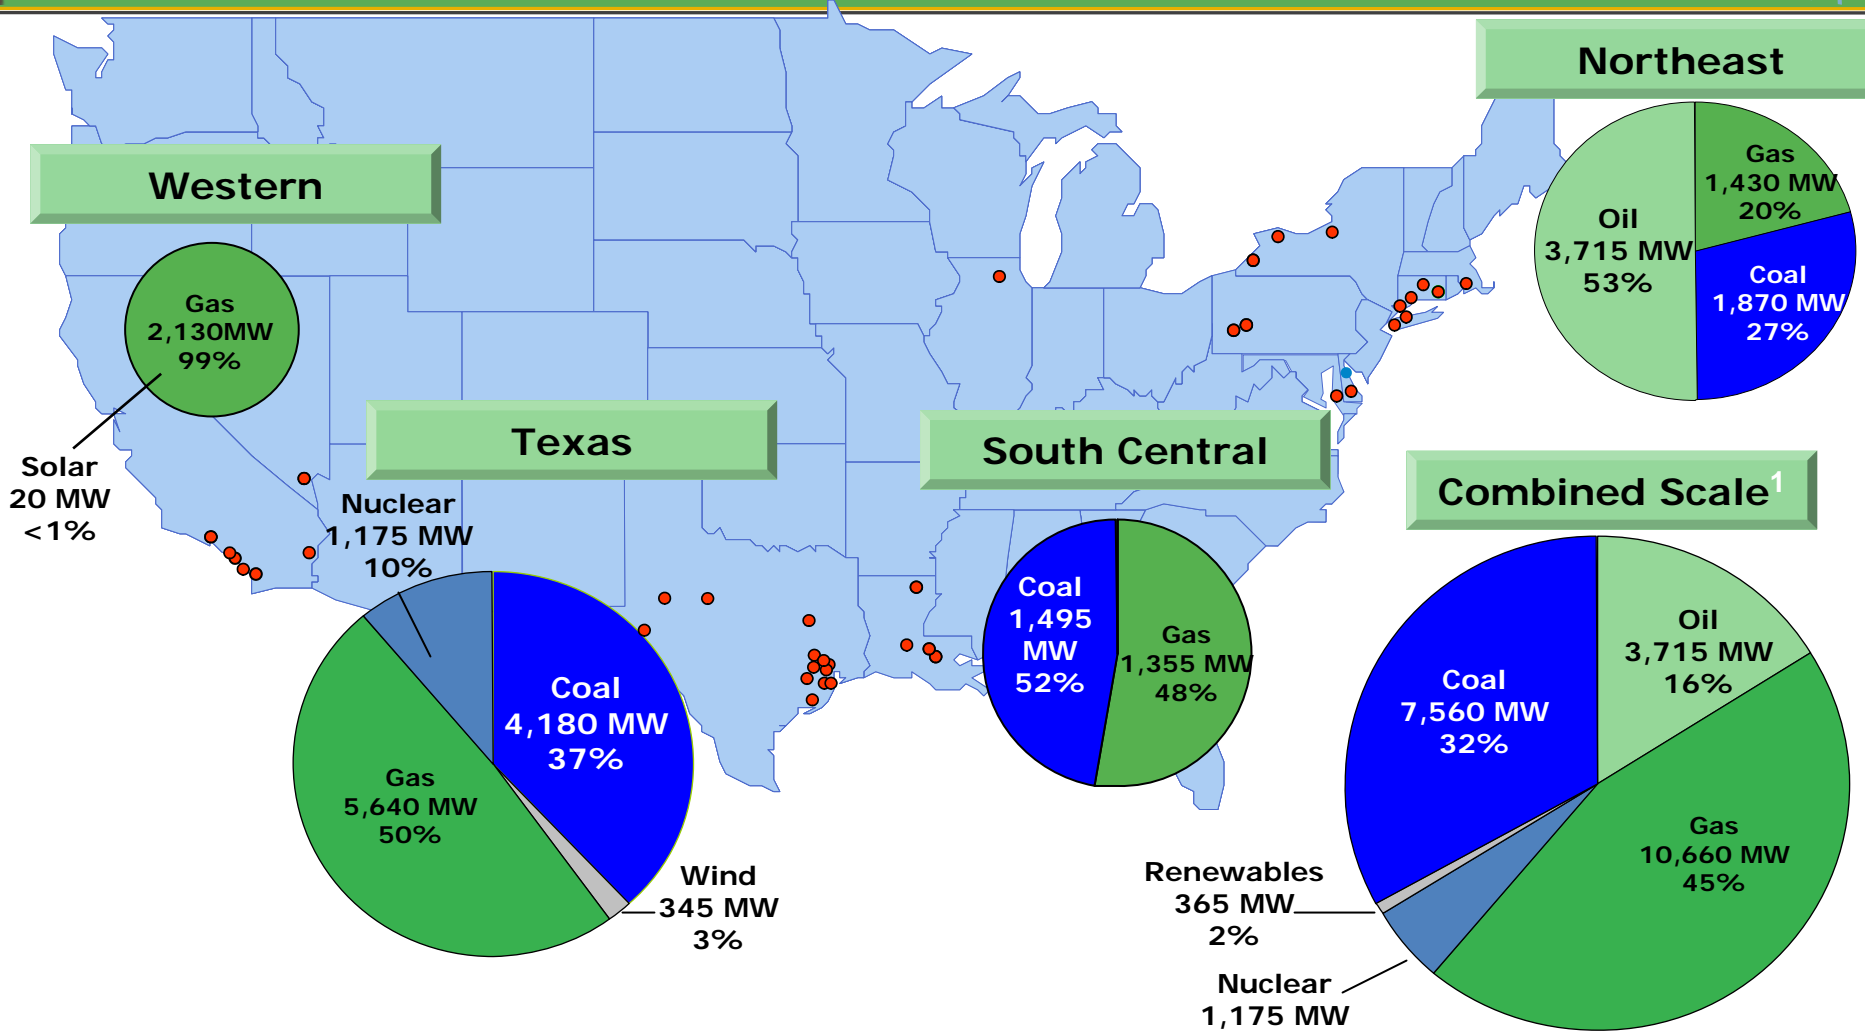 Northeast
Gas
1,430 MW
20%
Oil
3,715 MW
53%
Coal
1,870 MW
27%
Western
Gas
2,130MW
99%
Solar
20 MW
<1%
Texas
Nuclear
1,175 MW
10%
Coal
4,180 MW
37%
Gas
5,640 MW
50%
Wind
345 MW
3%
South Central
Coal
1,495
MW
52%
Gas
1,355 MW
48%
Combined Scale1
Oil
3,715 MW
16%
Coal
7,560 MW
32%
Gas
10,660 MW
45%
Renewables
365 MW
2%
Nuclear
1,175 MW